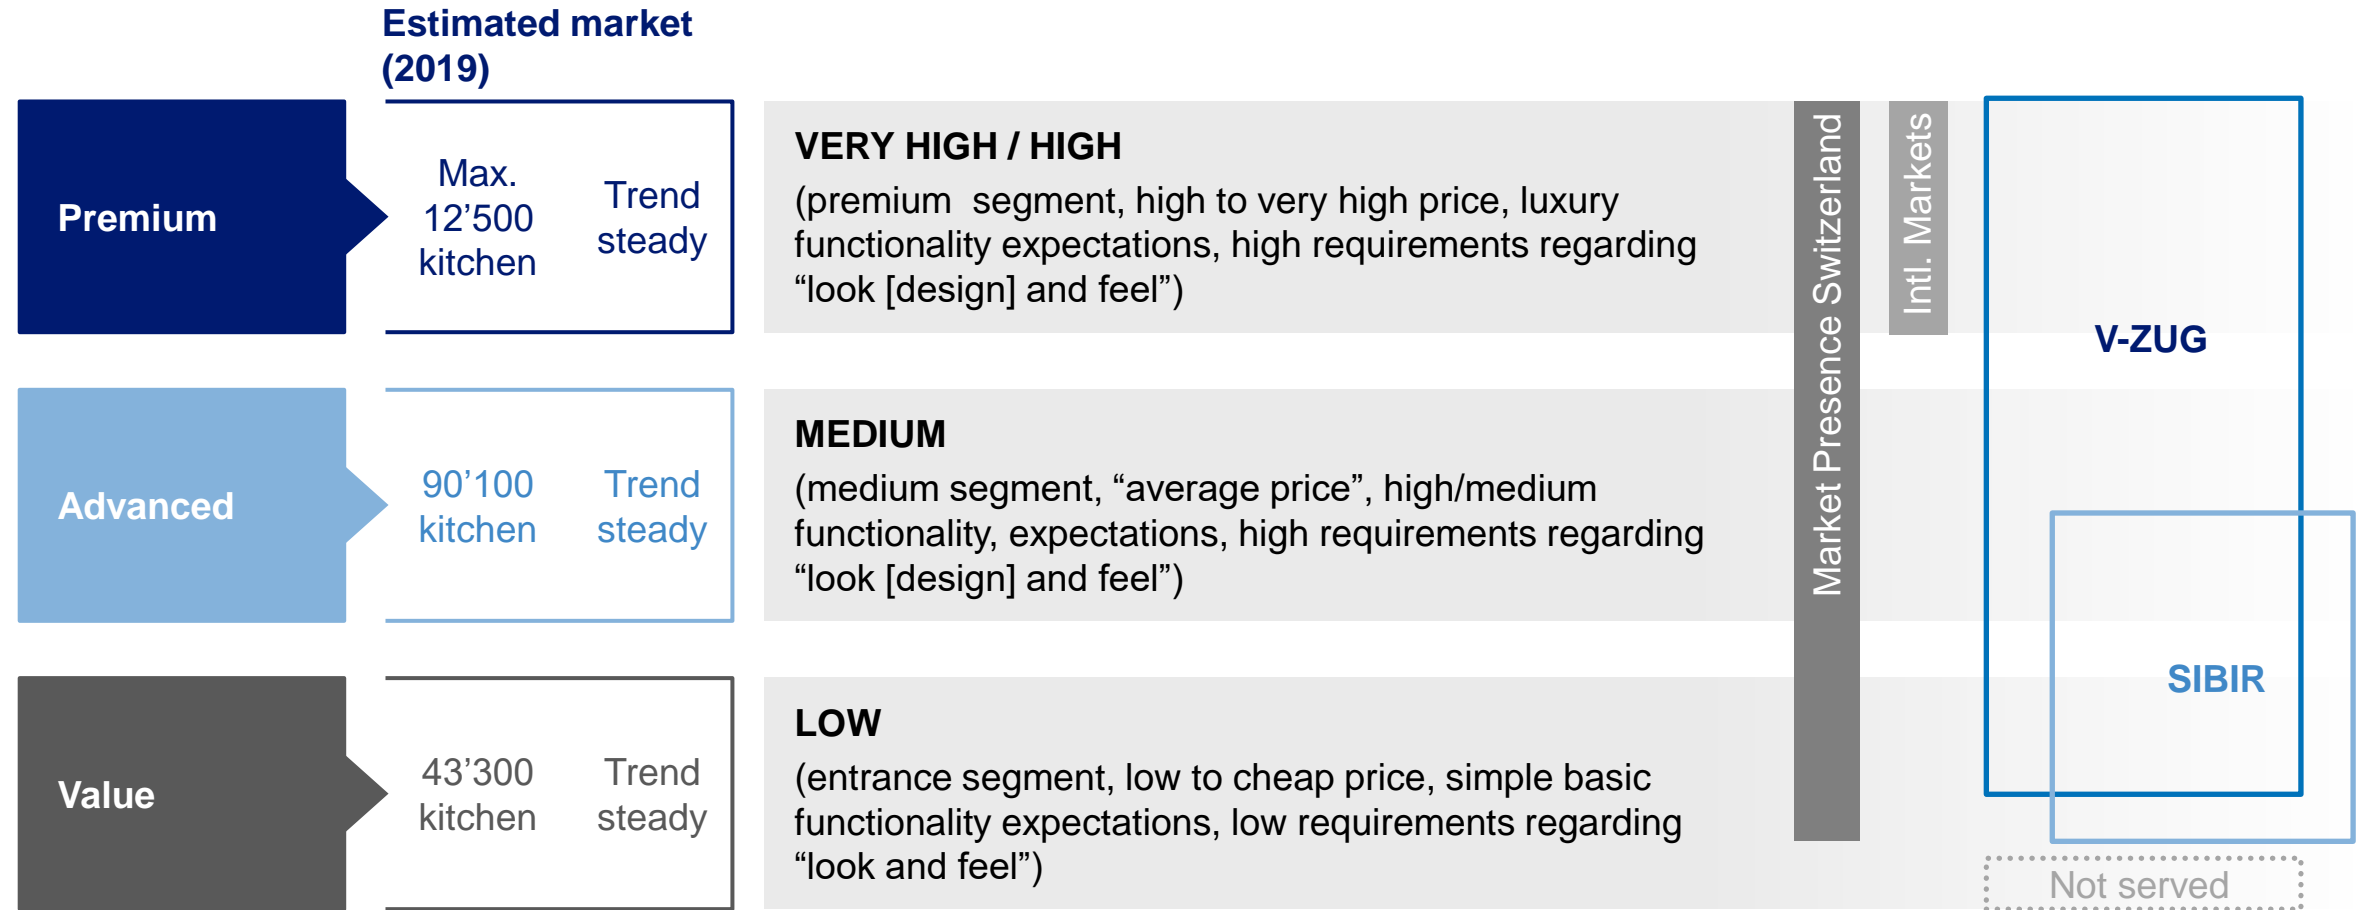 Estimated market
(2019)
Premium
Max.
12’500
kitchen
Trend
steady
VERY HIGH / HIGH
(premium  segment, high to very high price, luxury
functionality expectations, high requirements regarding
“look [design] and feel”)
Market Presence Switzerland
Intl. Markets
V-ZUG
Advanced
90’100
kitchen
Trend
steady
MEDIUM
(medium segment, “average price”, high/medium
functionality, expectations, high requirements regarding
“look [design] and feel”)
SIBIR
Value
43’300
kitchen
Trend
steady
LOW
(entrance segment, low to cheap price, simple basic
functionality expectations, low requirements regarding
“look and feel”)
Not served